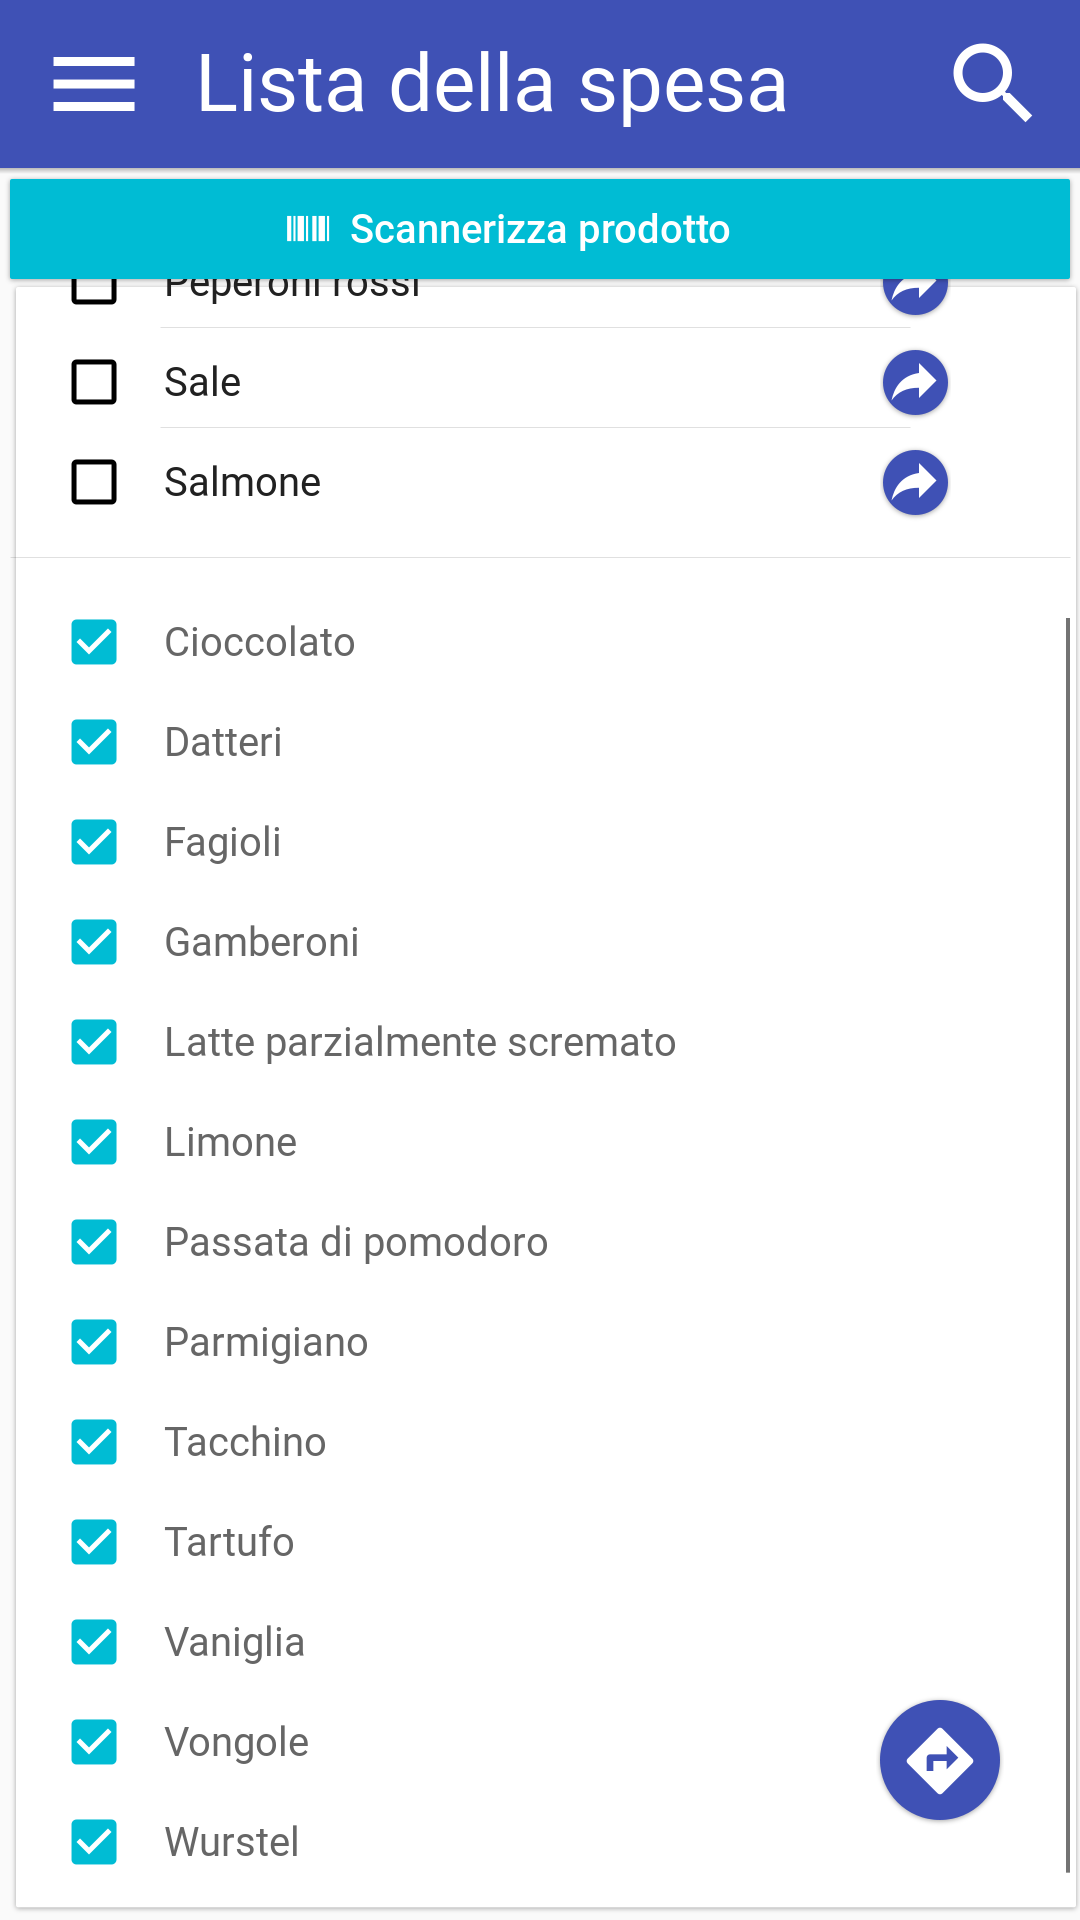 Lista della spesa
Scannerizza prodotto
Peperoni rossi
Sale
Salmone
Cioccolato
Datteri
Fagioli
Gamberoni
Latte parzialmente scremato
Limone
Passata di pomodoro
Parmigiano
Tacchino
Tartufo
Vaniglia
Vongole
Wurstel